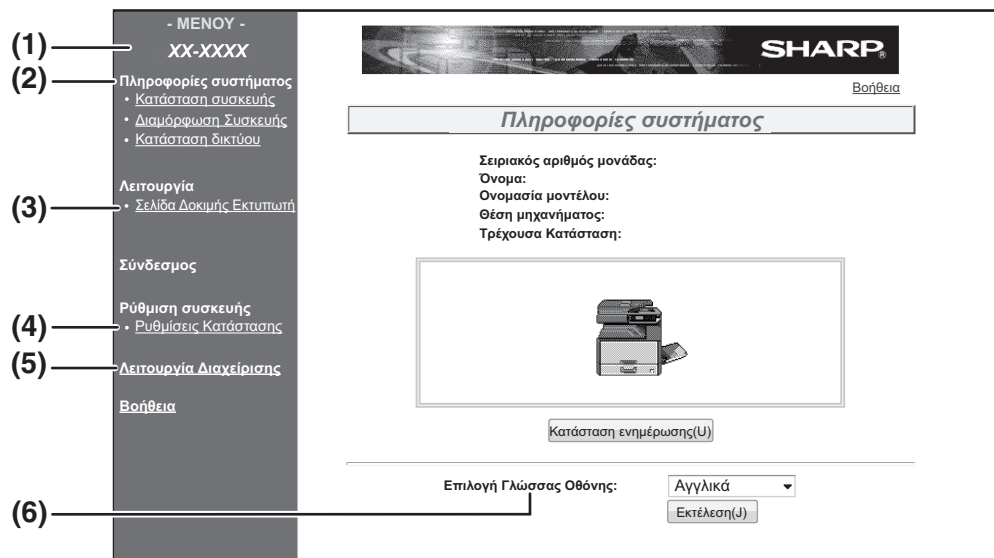 - ΜΕΝΟΥ -
(1)
XX-XXXX
(2)
Πληροφορίες συστήματος
• Κατάσταση συσκευής
• Διαμόρφωση Συσκευής
• Κατάσταση δικτύου
Λειτουργία
(3)
• Σελίδα Δοκιμής Εκτυπωτή
Σύνδεσμος
Ρύθμιση συσκευής
(4)
• Ρυθμίσεις Κατάστασης
(5)
Λειτουργία Διαχείρισης
Βοήθεια
SHARP®
Βοήθεια
Πληροφορίες συστήματος
Σειριακός αριθμός μονάδας:
Όνομα:
Ονομασία μοντέλου:
Θέση μηχανήματος:
Τρέχουσα Κατάσταση:
Κατάσταση ενημέρωσης(U)
(6)
Επιλογή Γλώσσας Οθόνης:
Αγγλικά
Εκτέλεση(J)